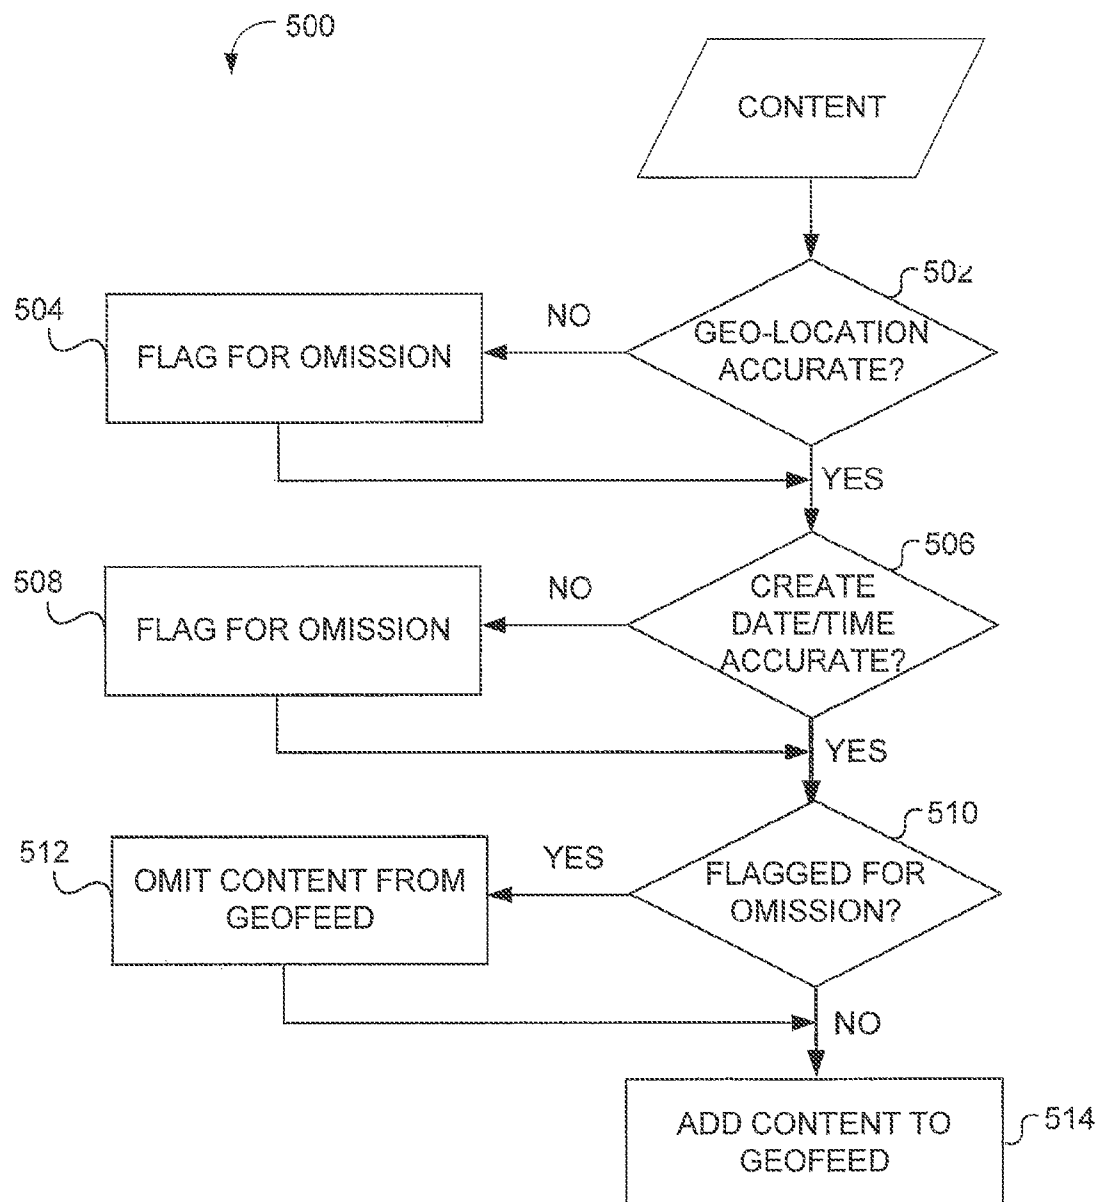 500
CONTENT
502
GEO-LOCATION
ACCURATE?
NO
504
FLAG FOR OMISSION
YES
506
CREATE
DATE/TIME
ACCURATE?
NO
508
FLAG FOR OMISSION
YES
510
FLAGGED FOR
OMISSION?
YES
512
OMIT CONTENT FROM
GEOFEED
NO
ADD CONTENT TO
GEOFEED
514